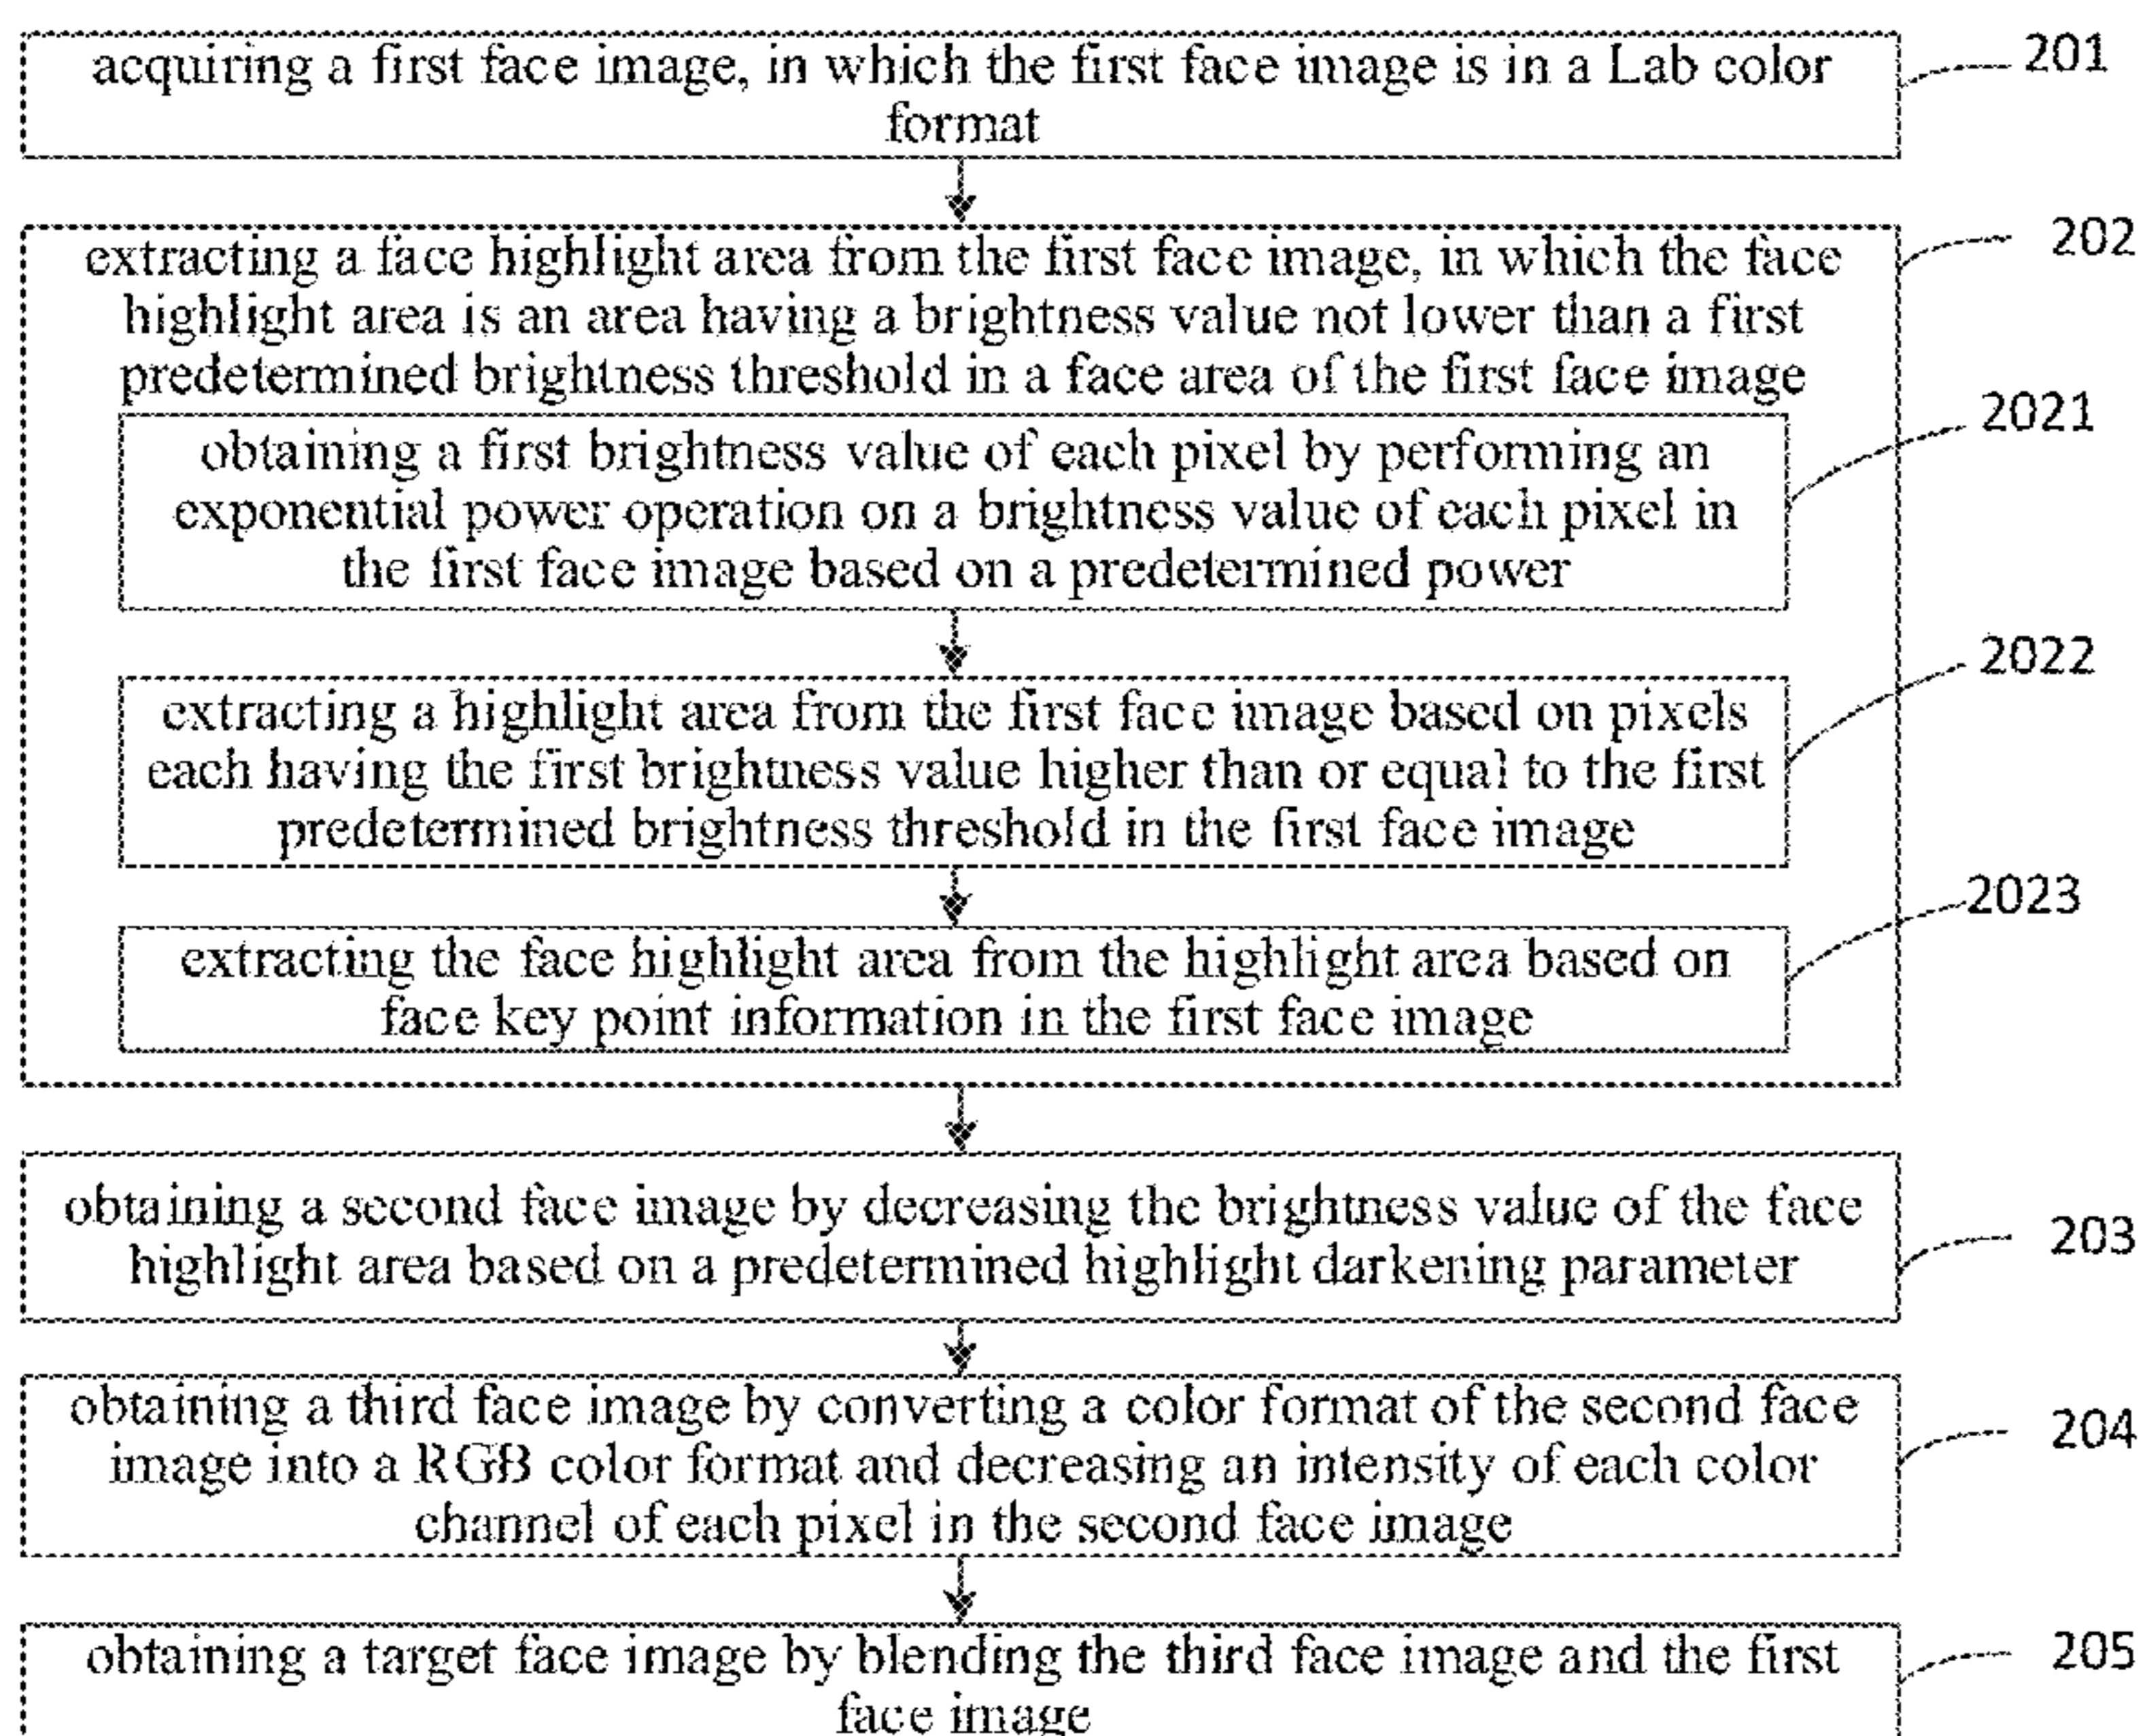 acquiring a first face image, in which the first face image is in a Lab color
format
201
extracting a face highlight area from the first face image, in which the face
highlight area is an area having a brightness value not lower than a first
predetermined brightness threshold in a face area of the first face image
202
obtaining a first brightness value of each pixel by performing an
exponential power operation on a brightness value of each pixel in
the first face image based on a predetermined power
2021
extracting a highlight area from the first face image based on pixels
each having the first brightness value higher than or equal to the first
predetermined brightness threshold in the first face image
2022
extracting the face highlight area from the highlight area based on
face key point information in the first face image
2023
obtaining a second face image by decreasing the brightness value of the face
highlight area based on a predetermined highlight darkening parameter
203
obtaining a third face image by converting a color format of the second face
image into a RGB color format and decreasing an intensity of each color
channel of each pixel in the second face image
204
obtaining a target face image by blending the third face image and the first
face image
205